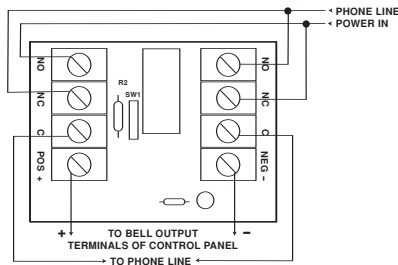 PHONE LINE
POWER IN
NO
NC
C
POS +
R2
SW1
NO
NC
C
NEG -
+ TO BELL OUTPUT -
TERMINALS OF CONTROL PANEL
TO PHONE LINE